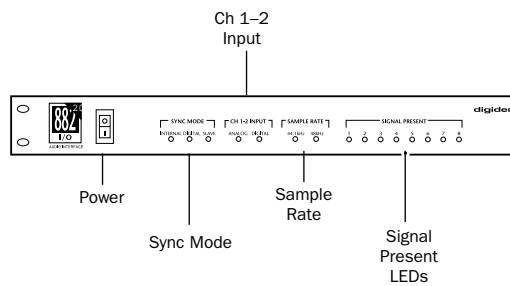 Ch 1–2
Input
888
I/O
AUDIO INTERFACE
SYNC MODE
INTERNAL DIGITAL SLAVE
CH 1-2 INPUT
ANALOG DIGITAL
SAMPLE RATE
44.1kHz 48kHz
SIGNAL PRESENT
1 2 3 4 5 6 7 8
digides
Power
Sync Mode
Sample
Rate
Signal
Present
LEDs